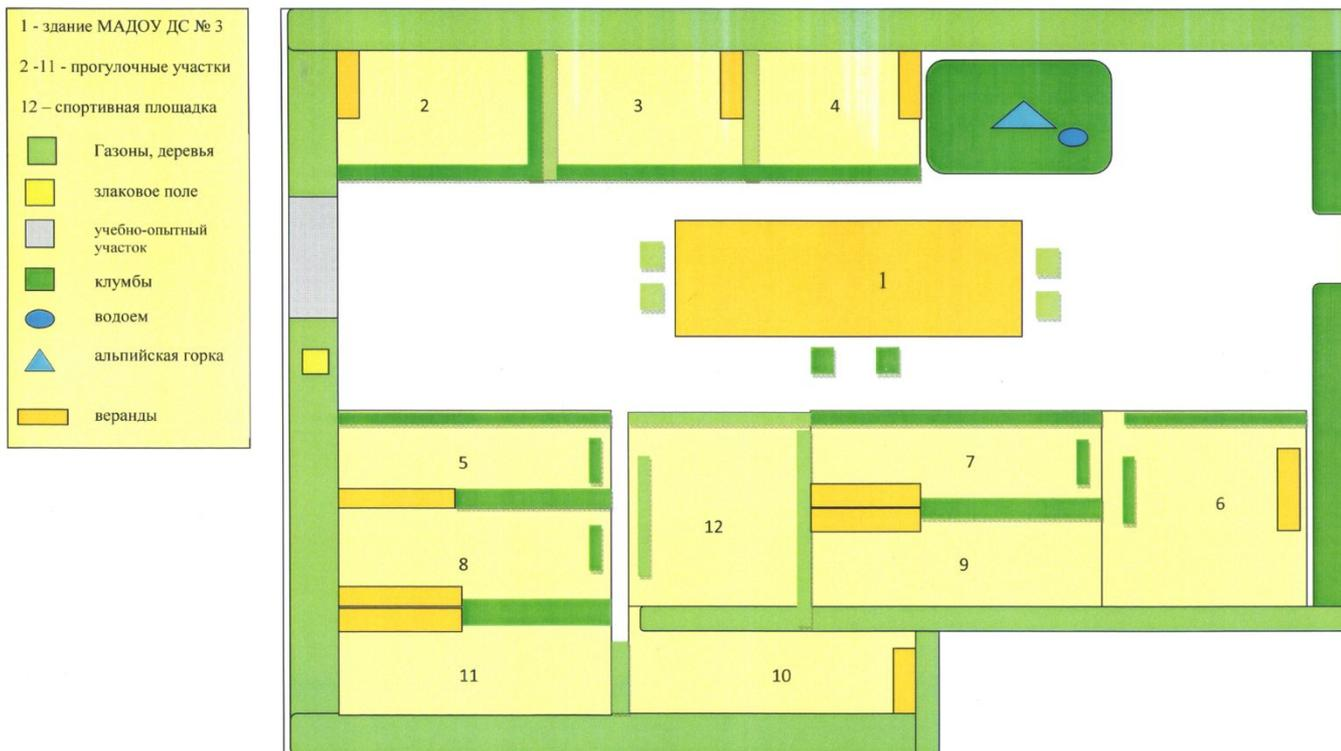 1 - здание МАДОУ ДС № 3
2 -11 - прогулочные участки
12 – спортивная площадка
Газоны, деревья
злаковое поле
учебно-опытный
участок
клумбы
водоем
альпийская горка
веранды
2
3
4
1
5
7
6
12
8
9
11
10